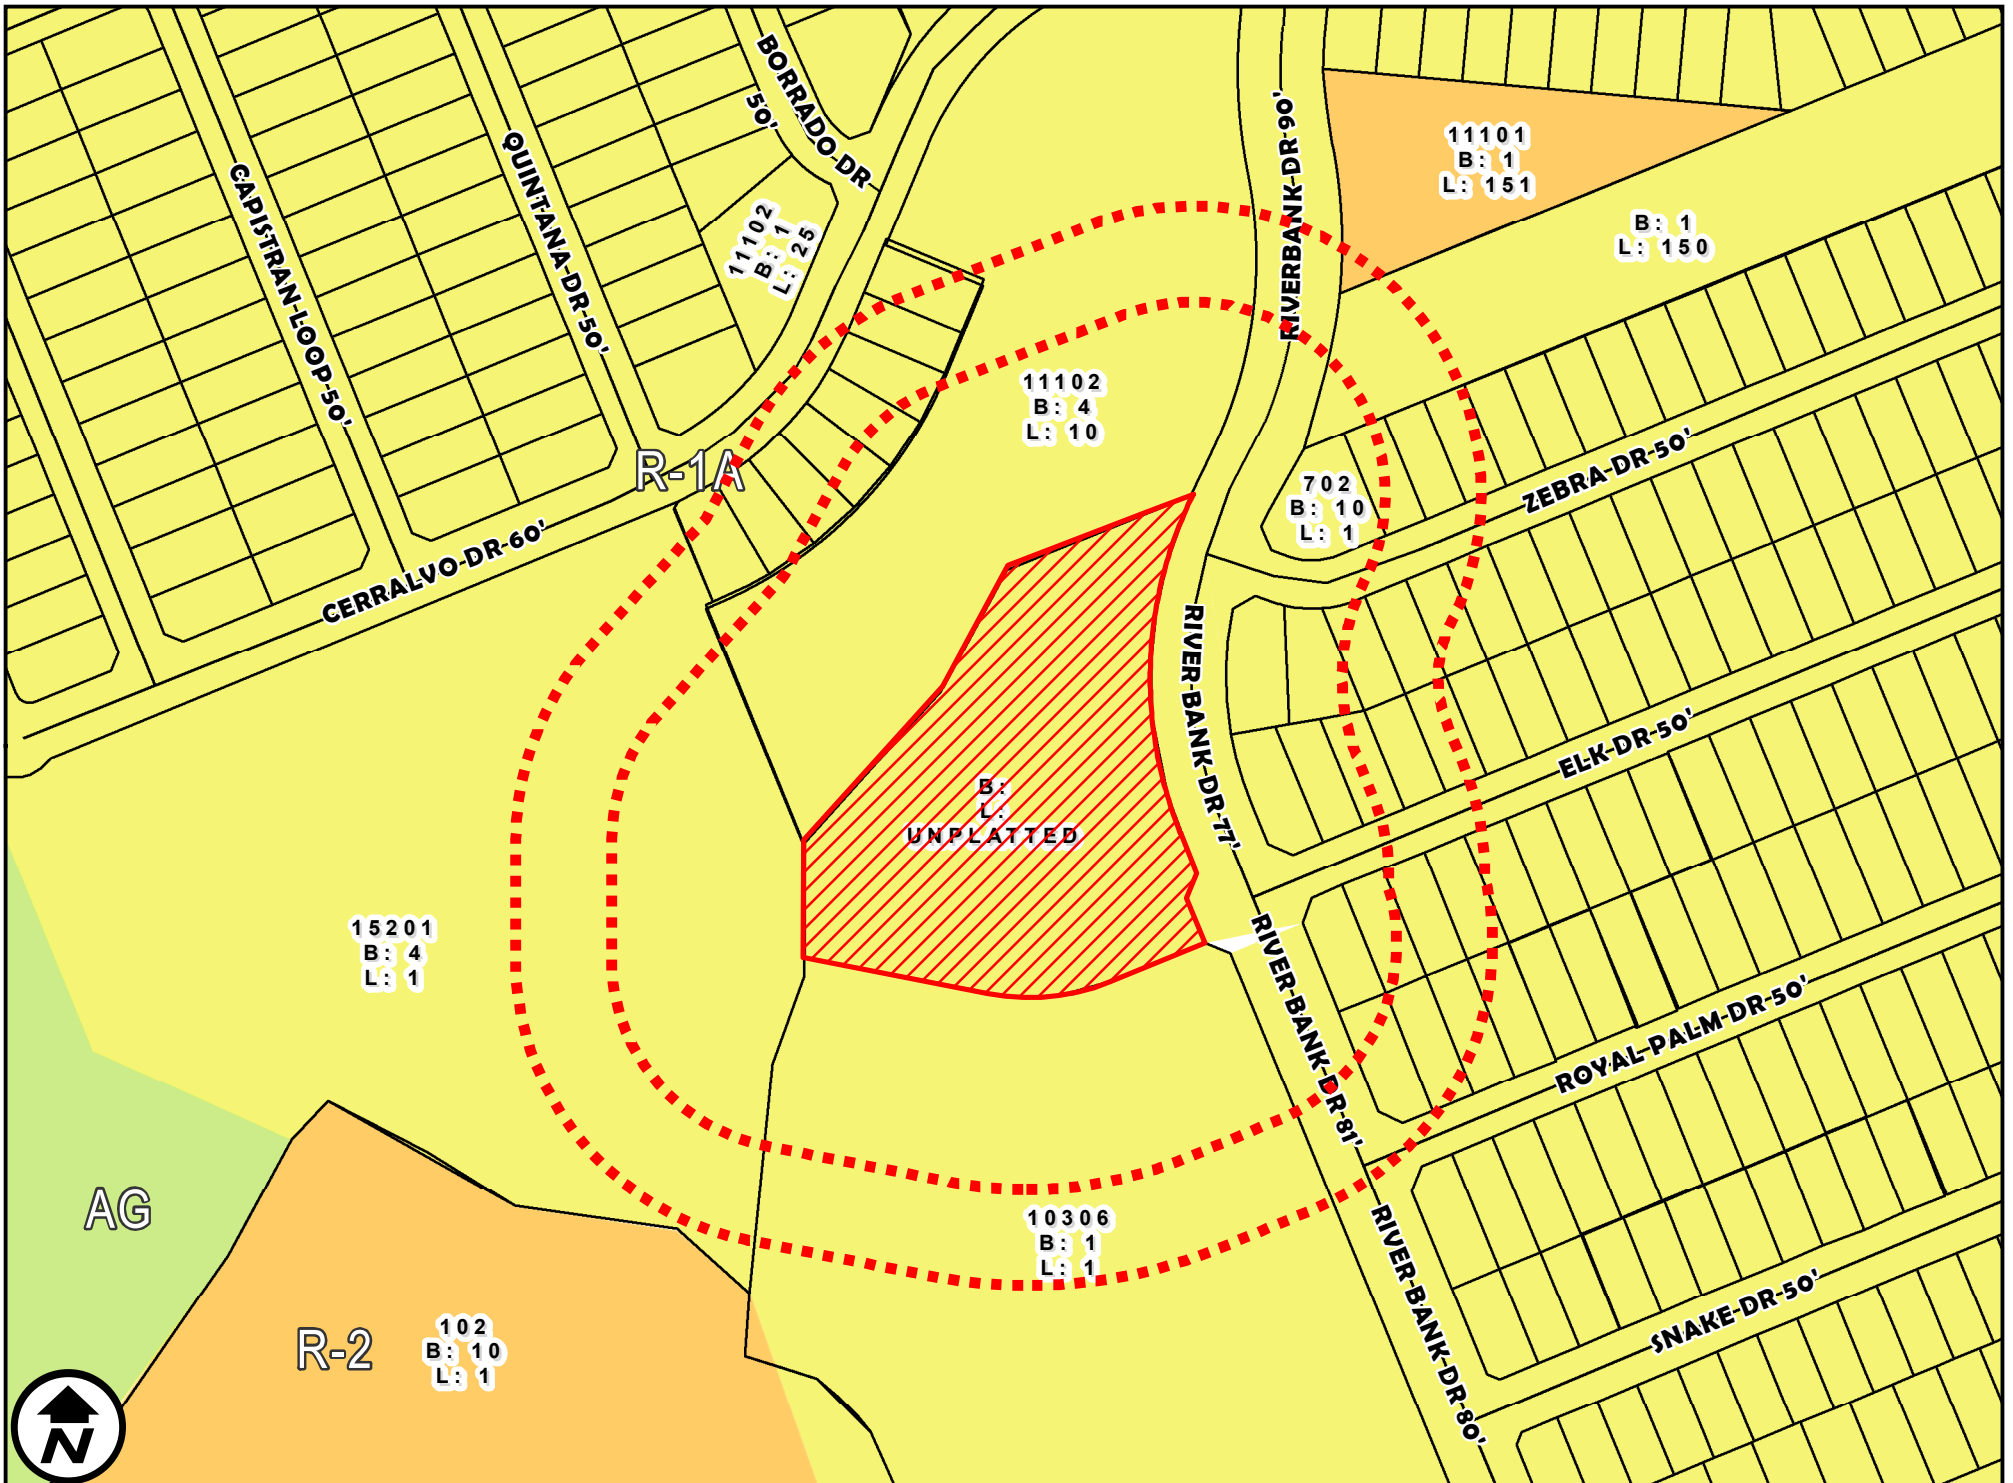 BORRADO-DR
50'
CAPISTRAN-LOOP-50'
QUINTANA-DR-50'
11102
B: 1
L: 25
RIVERBANK-DR-90'
11101
B: 1
L: 151
B: 1
L: 150
11102
B: 4
L: 10
R-1A
702
B: 10
L: 1
ZEBRA-DR-50'
CERRALVO-DR-60'
RIVER-BANK-DR-77'
ELK-DR-50'
B:
L:
UNPLATTED
15201
B: 4
L: 1
RIVER-BANK-DR-81'
ROYAL-PALM-DR-50'
AG
10306
B: 1
L: 1
RIVER-BANK-DR-80'
SNAKE-DR-50'
R-2
102
B: 10
L: 1
N